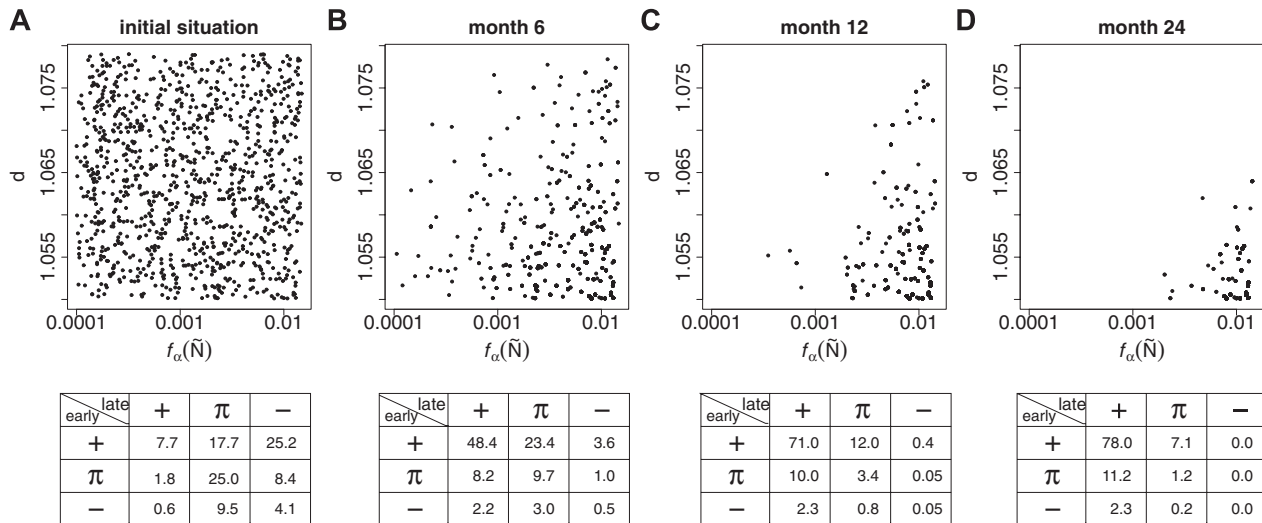 A initial situation
B month 6
C month 12
D month 24
d
1.055 1.065 1.075
0.0001 0.001 0.01
fα(Ñ)
d
1.055 1.065 1.075
0.0001 0.001 0.01
fα(Ñ)
d
1.055 1.065 1.075
0.0001 0.001 0.01
fα(Ñ)
d
1.055 1.065 1.075
0.0001 0.001 0.01
fα(Ñ)
early late + π −
+ 7.7 17.7 25.2
π 1.8 25.0 8.4
− 0.6 9.5 4.1
early late + π −
+ 48.4 23.4 3.6
π 8.2 9.7 1.0
− 2.2 3.0 0.5
early late + π −
+ 71.0 12.0 0.4
π 10.0 3.4 0.05
− 2.3 0.8 0.05
early late + π −
+ 78.0 7.1 0.0
π 11.2 1.2 0.0
− 2.3 0.2 0.0